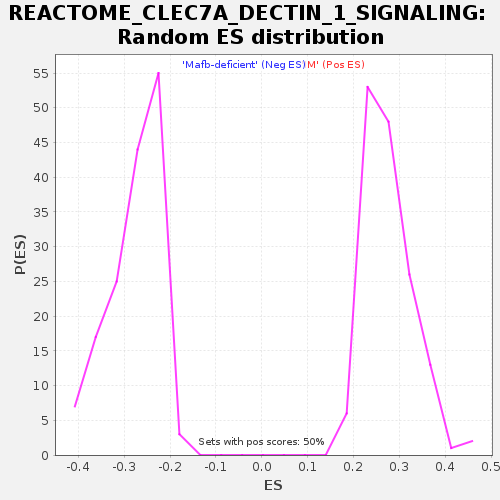 REACTOME_CLEC7A_DECTIN_1_SIGNALING:
Random ES distribution
'Mafb-deficient' (Neg ES) M' (Pos ES)
55
50
45
40
35
30
25
20
15
10
5
0
P(ES)
Sets with pos scores: 50%
-0.4 -0.3 -0.2 -0.1 0.0 0.1 0.2 0.3 0.4 0.5
ES